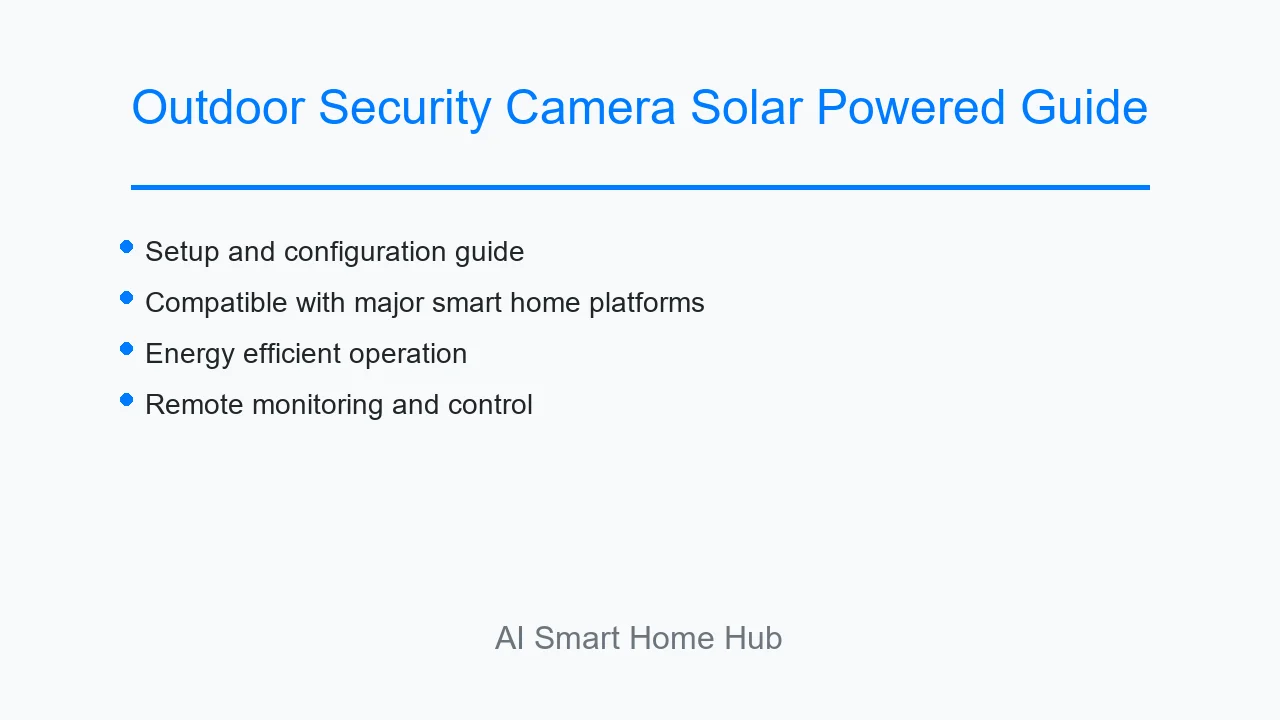 Outdoor Security Camera Solar Powered Guide
Setup and configuration guide
Compatible with major smart home platforms
Energy efficient operation
Remote monitoring and control
AI Smart Home Hub